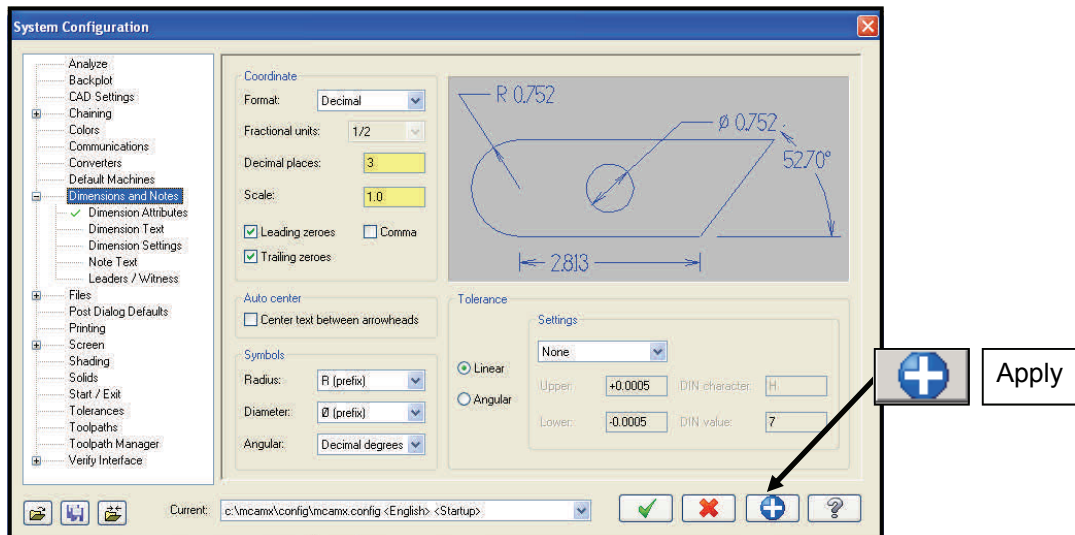 System Configuration
Analyze
Backplot
CAD Settings
Chaining
Colors
Communications
Converters
Default Machines
Dimensions and Notes
Dimension Attributes
Dimension Text
Dimension Settings
Note Text
Leaders / Witness
Files
Post Dialog Defaults
Printing
Screen
Shading
Solids
Start / Exit
Tolerances
Toolpaths
Toolpath Manager
Verify Interface
Coordinate
Format: Decimal
Fractional units: 1/2
Decimal places: 3
Scale: 1.0
Leading zeroes Comma
Trailing zeroes
R 0.752
Ø 0.752
52.70°
2.813
Auto center
Center text between arrowheads
Symbols
Radius: R (prefix)
Diameter: Ø (prefix)
Angular: Decimal degrees
Tolerance
Settings
None
Linear
Angular
Upper: +0.0005 DIN character: H
Lower: -0.0005 DIN value: 7
Apply
Current: c:\mcamx\config\mcamx.config <English> <Startup>